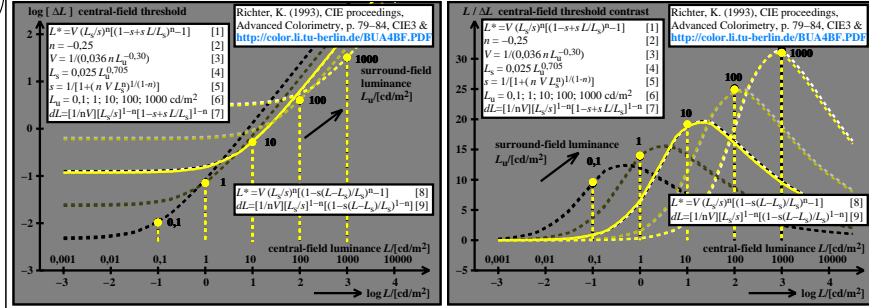 log [ ΔL ]  central-field threshold
Richter, K. (1993), CIE proceedings,
Advanced Colorimetry, p. 79–84, CIE3 &
http://color.li.tu-berlin.de/BUA4BF.PDF
L*=V (Ls/s)ⁿ[(1–s+s L/Ls)ⁿ–1] [1]
n = –0,25 [2]
V = 1/(0,036 n Lu^–0,30) [3]
Ls = 0,025 Lu^0,705 [4]
s = 1/[1+( n V Lsⁿ)^1/(1-n)] [5]
Lu = 0,1; 1; 10; 100; 1000 cd/m² [6]
dL=[1/nV][Ls/s]^1–n[1–s+s L/Ls]^1–n [7]
2
1
0
−1
−2
−3
1000
surround-field
luminance
Lu/[cd/m²]
100
10
1
0,1
L* =V (Ls/s)ⁿ[(1–s(L–Ls)/Ls)ⁿ–1] [8]
dL=[1/nV][Ls/s]^1–n[(1–s(L–Ls)/Ls)^1–n] [9]
central-field luminance L/[cd/m²]
0,001 0,1 1 10 100 1000 10000
−3 −2 −1 0 1 2 3 4
log L/[cd/m²]
L / ΔL  central-field threshold contrast
Richter, K. (1993), CIE proceedings,
Advanced Colorimetry, p. 79–84, CIE3 &
http://color.li.tu-berlin.de/BUA4BF.PDF
L*=V (Ls/s)ⁿ[(1–s+s L/Ls)ⁿ–1] [1]
n = –0,25 [2]
V = 1/(0,036 n Lu^–0,30) [3]
Ls = 0,025 Lu^0,705 [4]
s = 1/[1+( n V Lsⁿ)^1/(1-n)] [5]
Lu = 0,1; 1; 10; 100; 1000 cd/m² [6]
dL=[1/nV][Ls/s]^1–n[1–s+s L/Ls]^1–n [7]
30
25
20
15
10
5
0
−5
1000
100
10
1
0,1
surround-field luminance
Lu/[cd/m²]
L* =V (Ls/s)ⁿ[(1–s(L–Ls)/Ls)ⁿ–1] [8]
dL=[1/nV][Ls/s]^1–n[(1–s(L–Ls)/Ls)^1–n] [9]
central-field luminance L/[cd/m²]
0,001 0,1 1 10 100 1000 10000
−3 −2 −1 0 1 2 3 4
log L/[cd/m²]